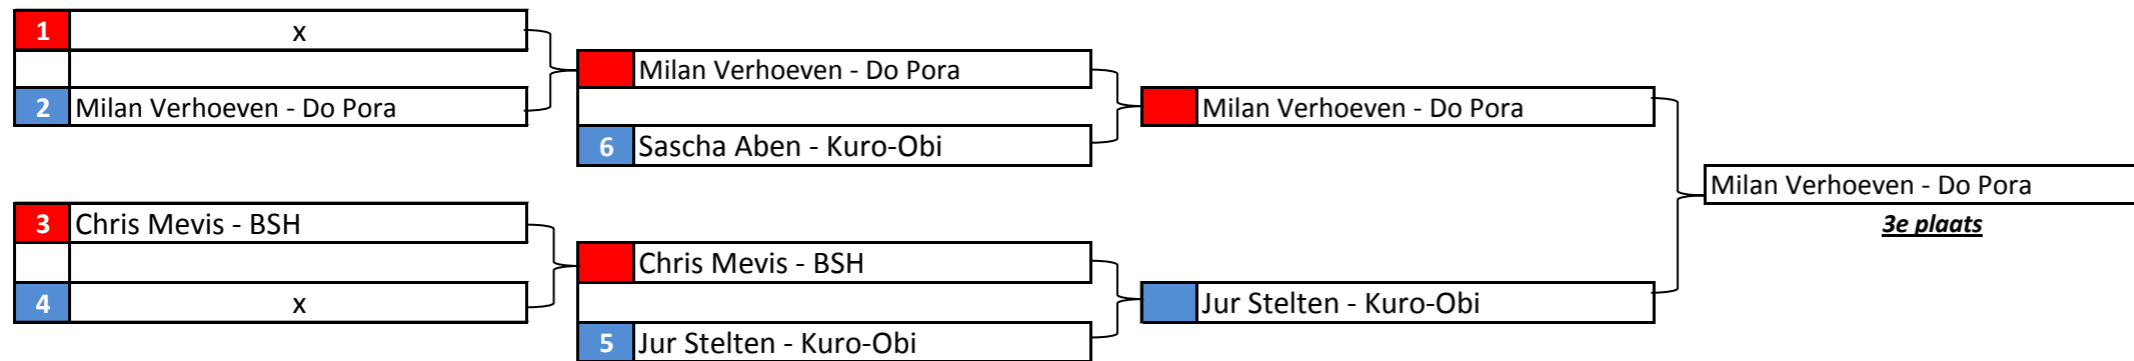 1 x
2 Milan Verhoeven - Do Pora
3 Chris Mevis - BSH
4 x
Milan Verhoeven - Do Pora
6 Sascha Aben - Kuro-Obi
Chris Mevis - BSH
5 Jur Stelten - Kuro-Obi
Milan Verhoeven - Do Pora
Jur Stelten - Kuro-Obi
Milan Verhoeven - Do Pora
3e plaats